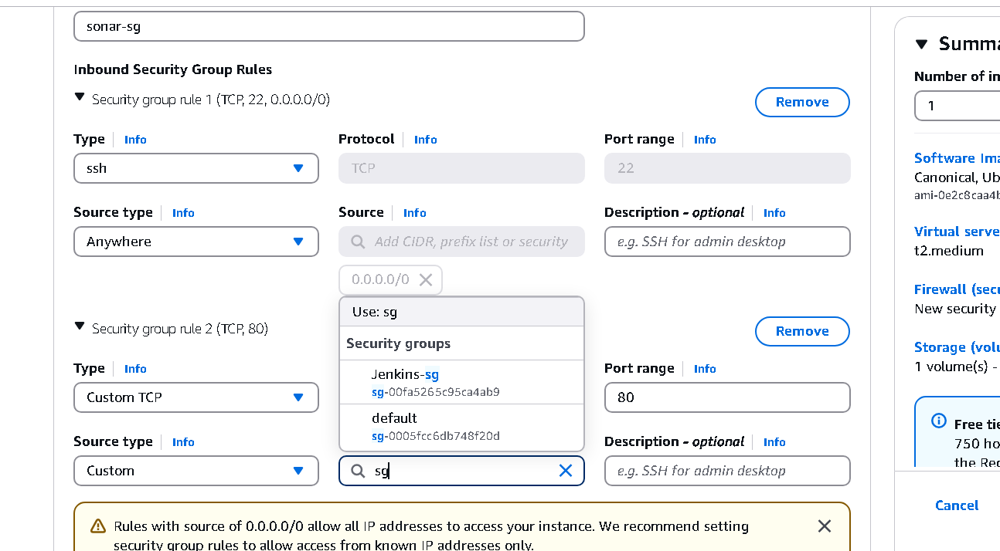 sonar-sg
Inbound Security Group Rules
Security group rule 1 (TCP, 22, 0.0.0.0/0)
Remove
Type Info
Protocol Info
Port range Info
ssh
TCP
22
Source type Info
Source Info
Description - optional Info
Anywhere
Add CIDR, prefix list or security
e.g. SSH for admin desktop
0.0.0.0/0
Use: sg
Security groups
Jenkins-sg
sg-00fa5265c95ca4ab9
default
sg-0005fcc6db748f20d
Security group rule 2 (TCP, 80)
Remove
Type Info
Port range Info
Custom TCP
80
Source type Info
Description - optional Info
Custom
sg
e.g. SSH for admin desktop
Rules with source of 0.0.0.0/0 allow all IP addresses to access your instance. We recommend setting
security group rules to allow access from known IP addresses only.
Summa
Number of in
1
Software Ima
Canonical, Ub
ami-0e2c8caa4b
Virtual serve
t2.medium
Firewall (secu
New security
Storage (volu
1 volume(s) -
Free tie
750 ho
the Reg
Cancel